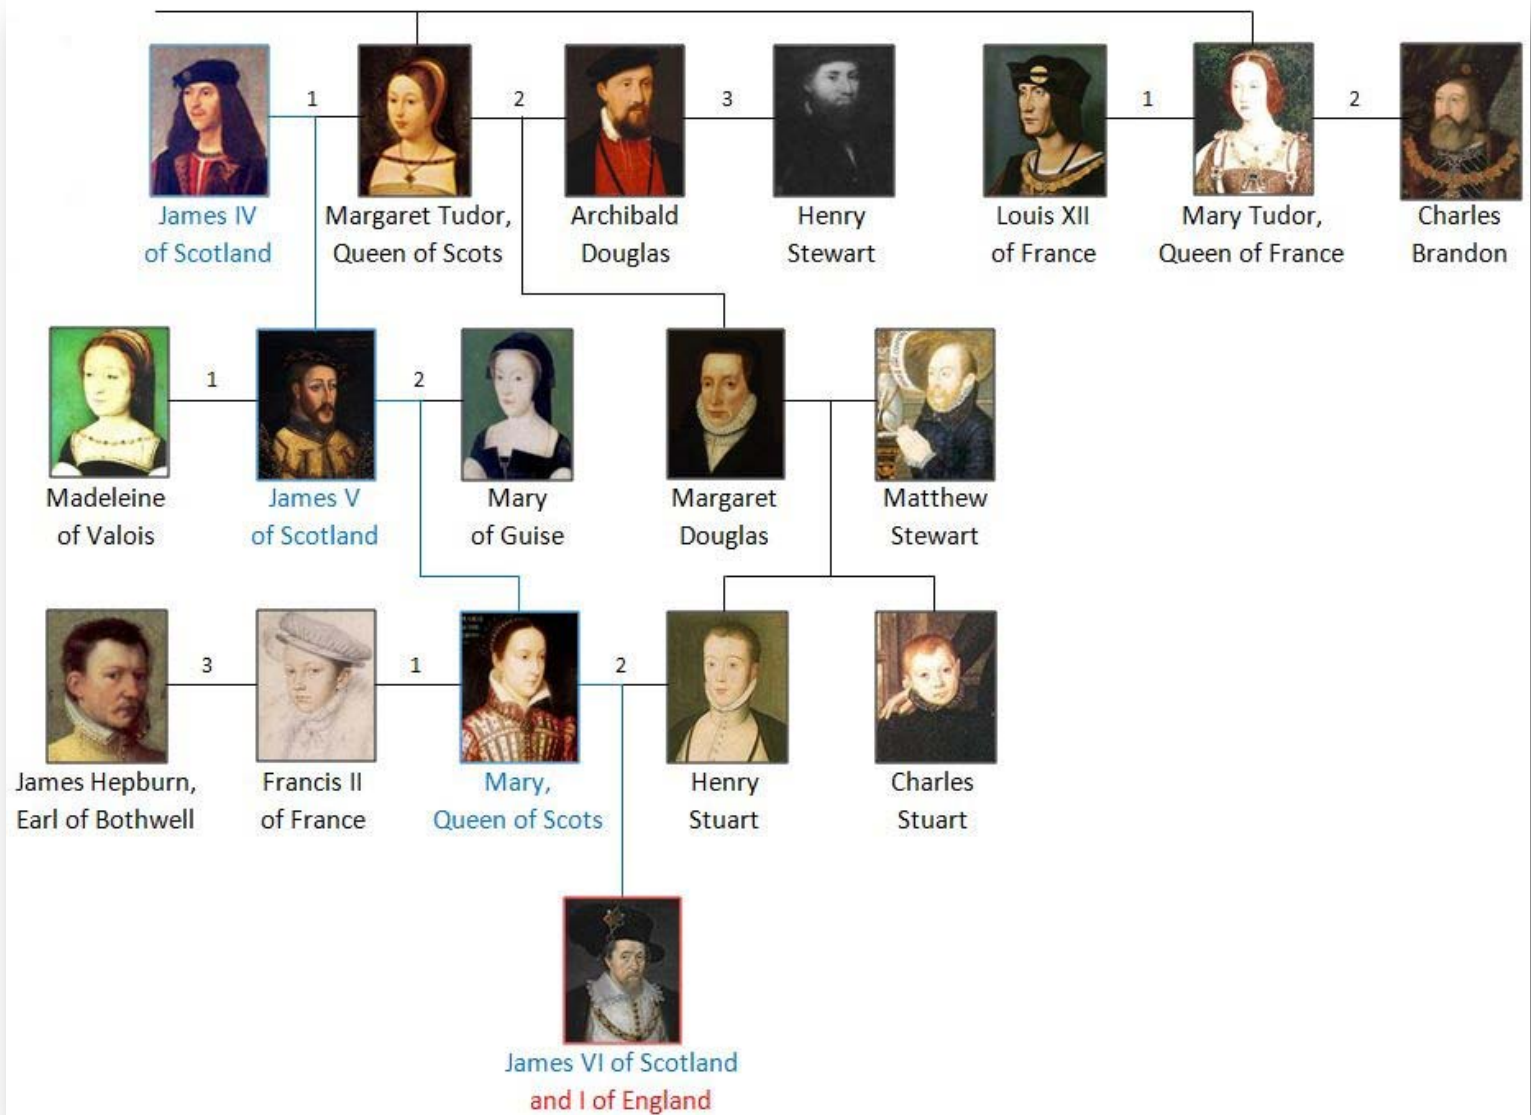 1
2
3
1
2
James IV
of Scotland
Margaret Tudor,
Queen of Scots
Archibald
Douglas
Henry
Stewart
Louis XII
of France
Mary Tudor,
Queen of France
Charles
Brandon
1
2
Madeleine
of Valois
James V
of Scotland
Mary
of Guise
Margaret
Douglas
Matthew
Stewart
3
1
2
James Hepburn,
Earl of Bothwell
Francis II
of France
Mary,
Queen of Scots
Henry
Stuart
Charles
Stuart
James VI of Scotland
and I of England